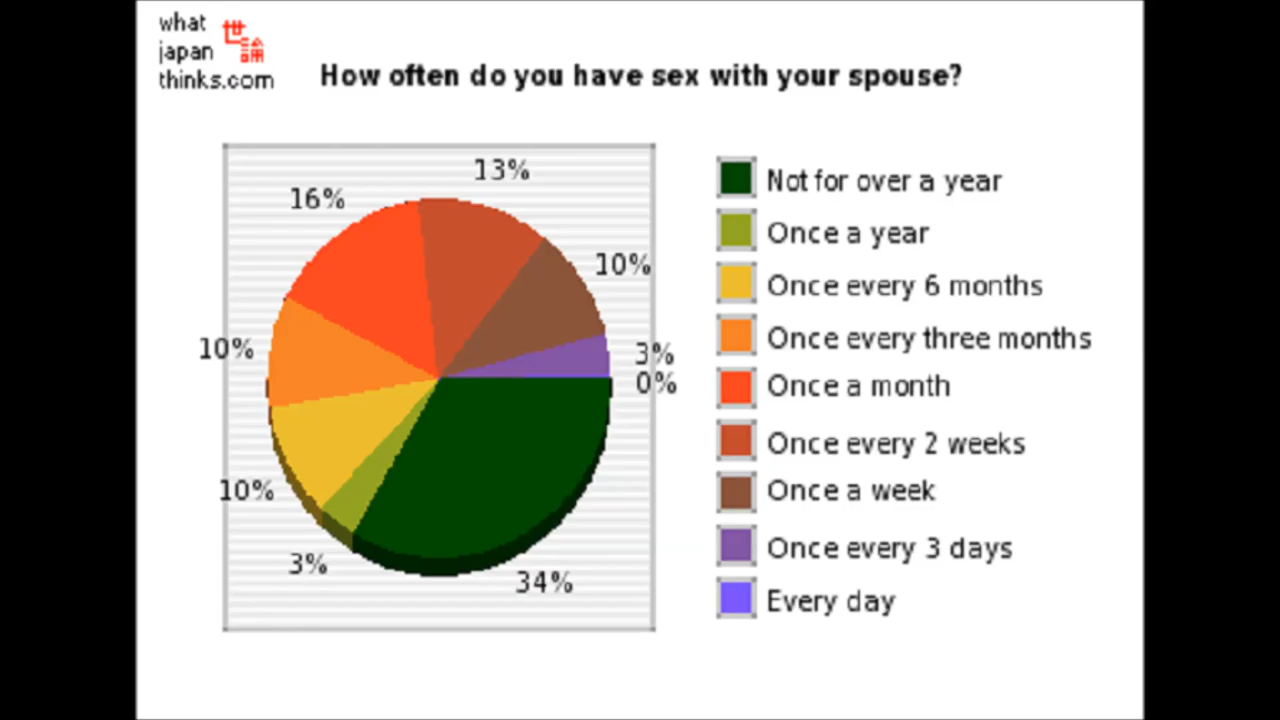 what 世論
japan
thinks.com
How often do you have sex with your spouse?
13%
16%
10%
3%
0%
10%
10%
3%
34%
Not for over a year
Once a year
Once every 6 months
Once every three months
Once a month
Once every 2 weeks
Once a week
Once every 3 days
Every day